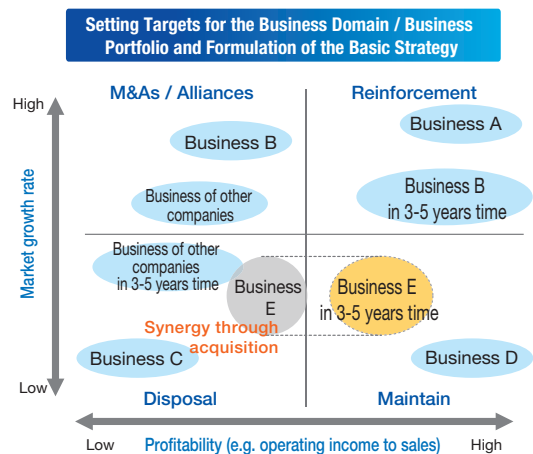 Setting Targets for the Business Domain / Business
Portfolio and Formulation of the Basic Strategy
M&As / Alliances
Reinforcement
High
Business A
Business B
Business of other
companies
Business B
in 3-5 years time
Market growth rate
Business of other
companies
in 3-5 years time
Business
E
Business E
in 3-5 years time
Synergy through
acquisition
Business C
Business D
Low
Disposal
Maintain
Low
Profitability (e.g. operating income to sales)
High